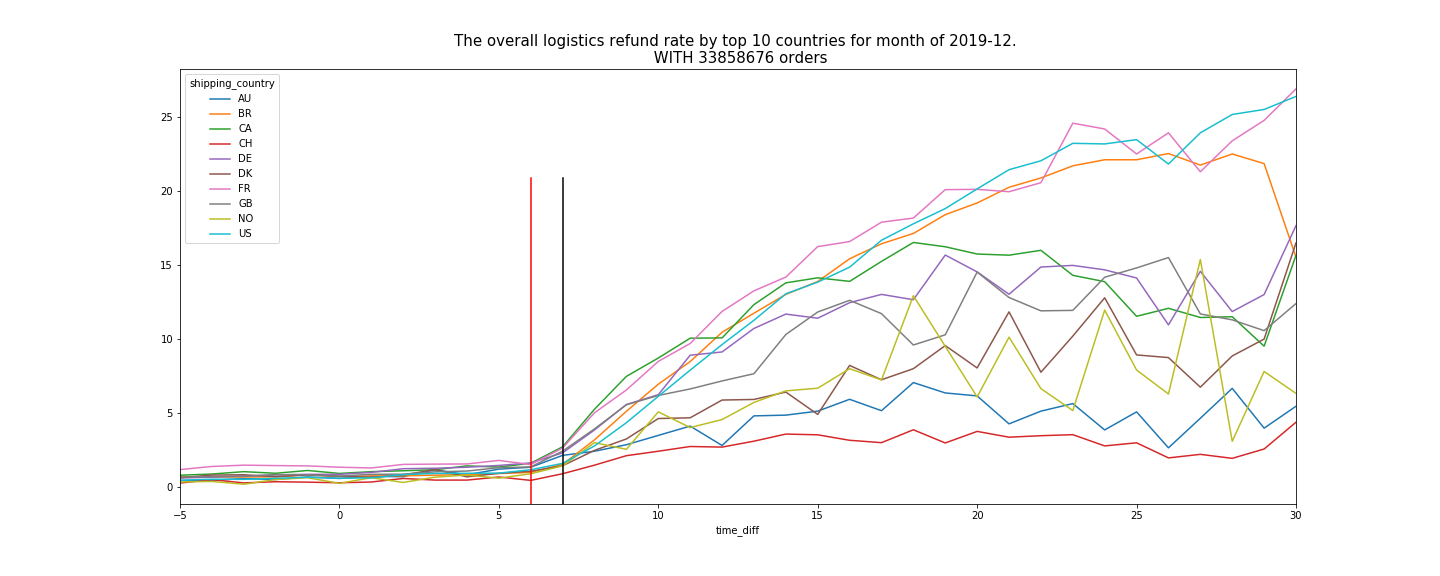 The overall logistics refund rate by top 10 countries for month of 2019-12.
WITH 33858676 orders
shipping_country
AU
BR
CA
CH
DE
DK
FR
GB
NO
US
25
20
15
10
5
0
−5
0
5
10
15
20
25
30
time_diff